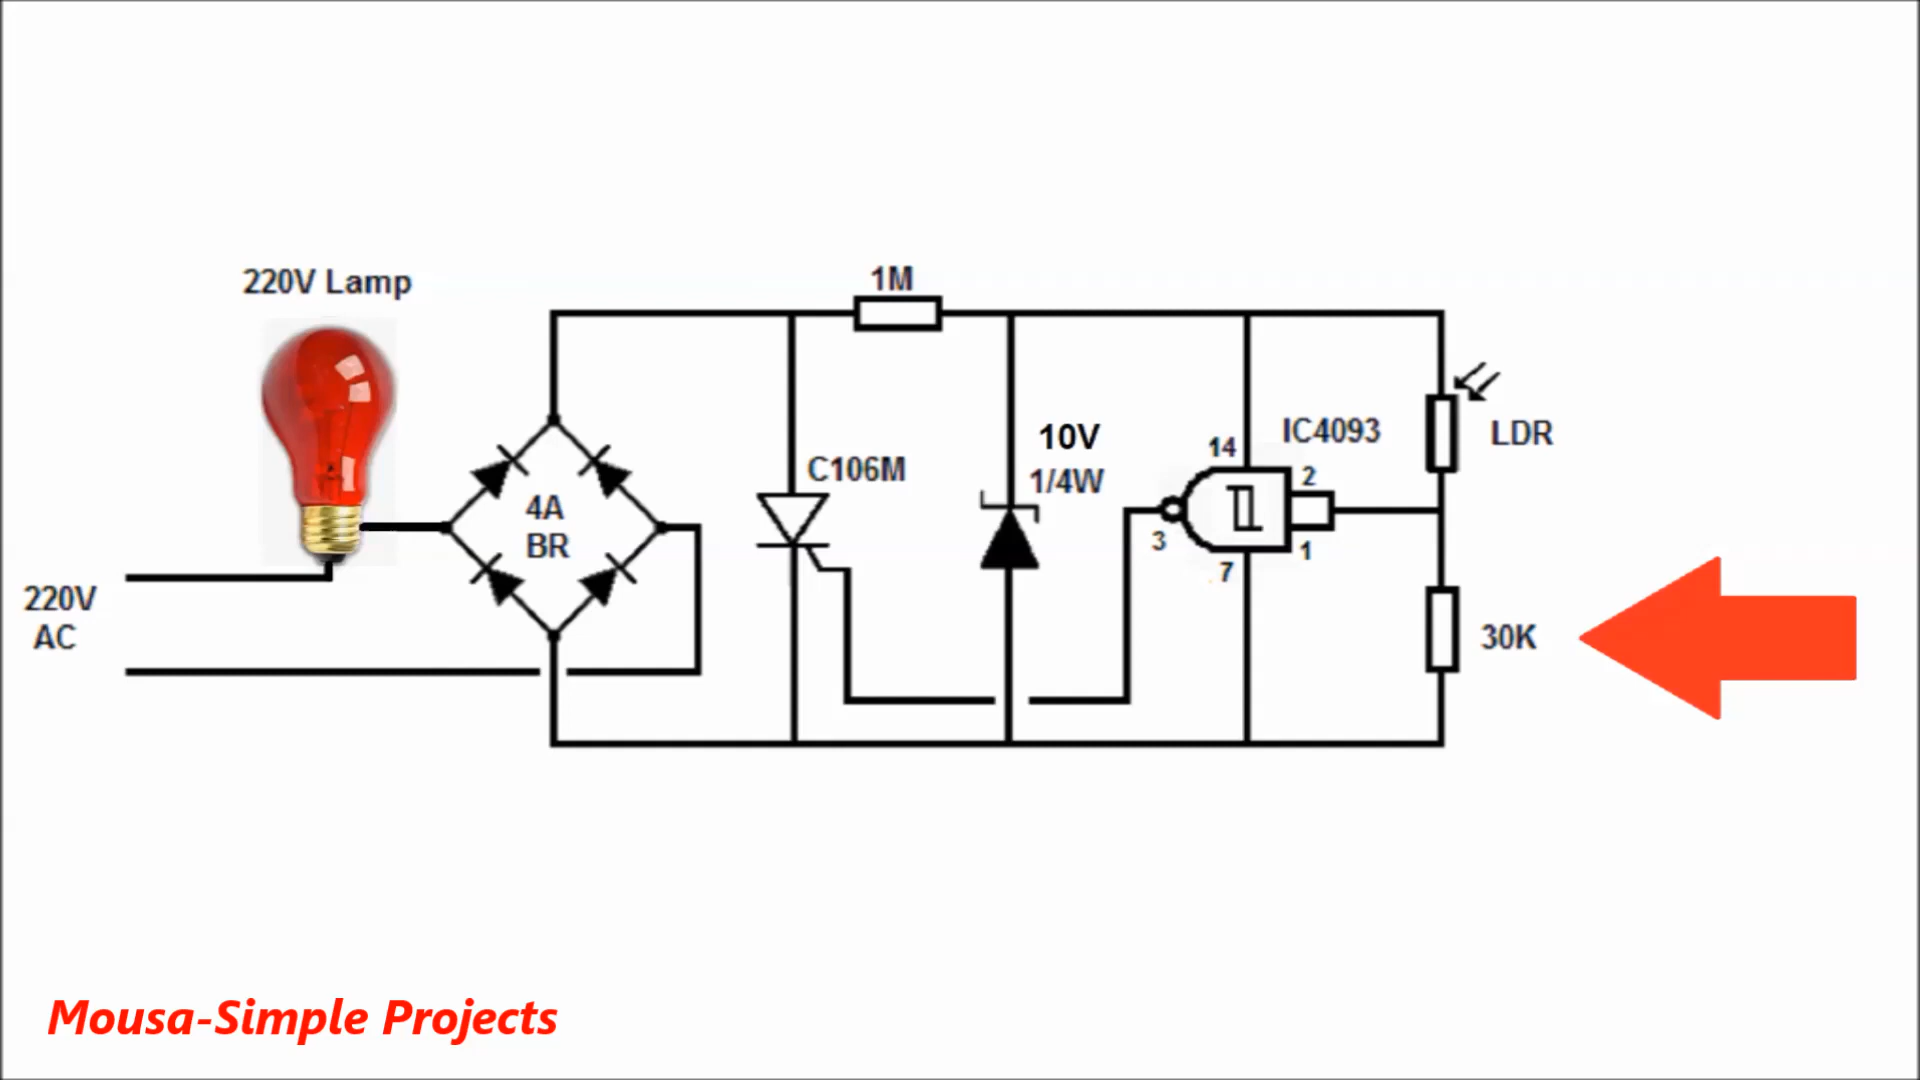 220V Lamp
1M
10V
1/4W
C106M
IC4093
14
2
LDR
4A
BR
3
1
7
220V
AC
30K
Mousa-Simple Projects